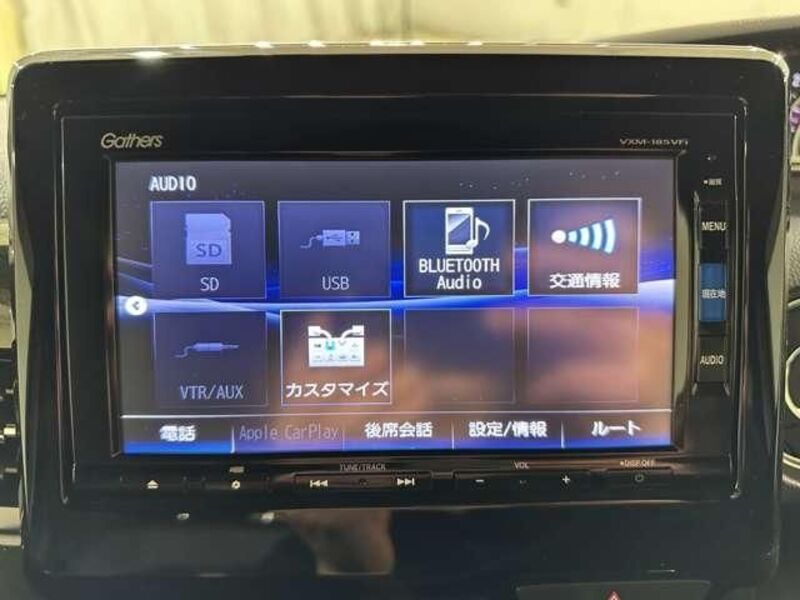 Gathers
VXM-185VFi
AUDIO
SD
SD
USB
BLUETOOTH
Audio
交通情報
VTR/AUX
カスタマイズ
電話
Apple CarPlay
後席会話
設定/情報
ルート
MENU
現在地
AUDIO
TUNE/TRACK
VOL
DISP OFF